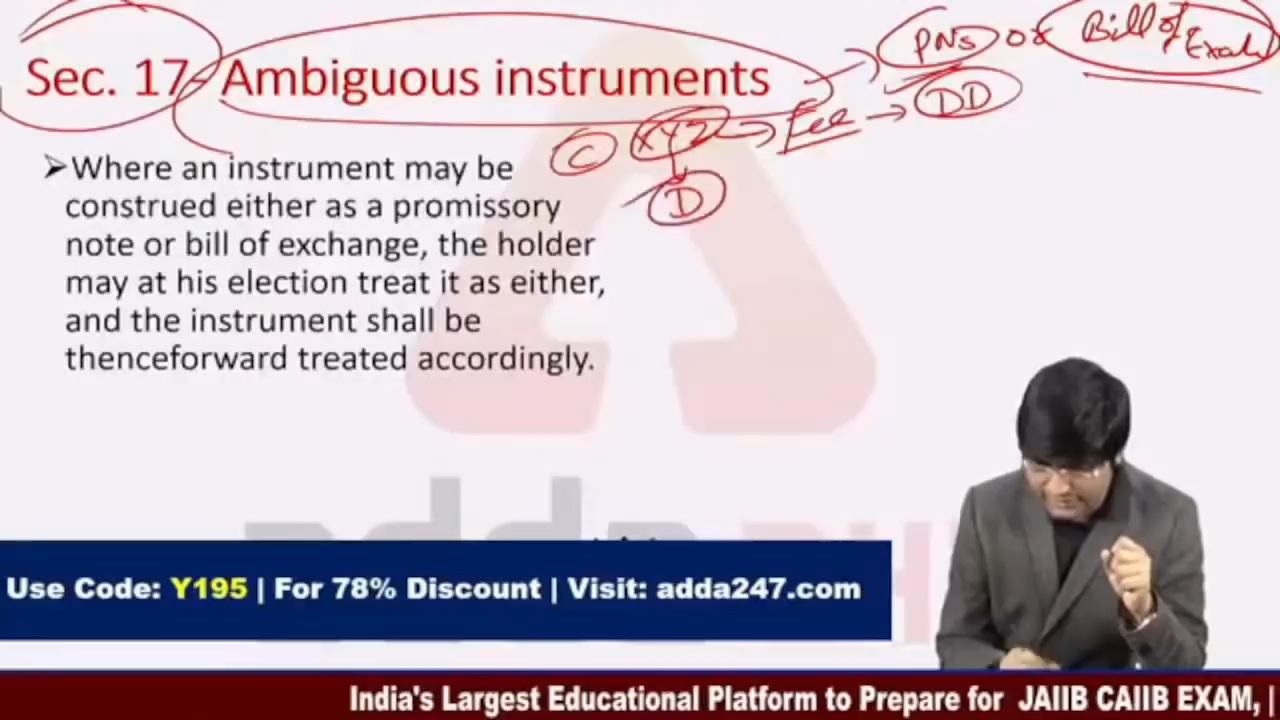 PNs or Bill of
Sec. 17- Ambiguous instruments
DD
C XYZ → Fee →
D
➢Where an instrument may be
construed either as a promissory
note or bill of exchange, the holder
may at his election treat it as either,
and the instrument shall be
thenceforward treated accordingly.
adda
Use Code: Y195 | For 78% Discount | Visit: adda247.com
India's Largest Educational Platform to Prepare for JAIIB CAIIB EXAM, |